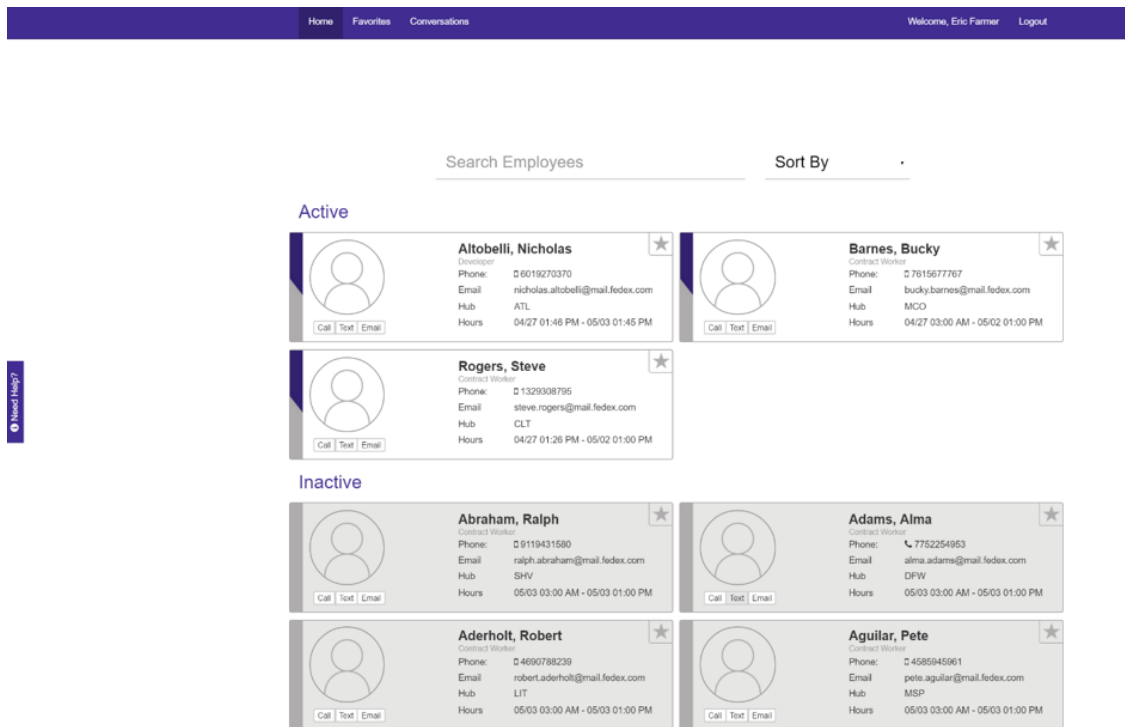 Home Favorites Conversations Welcome, Eric Farmer Logout
Search Employees Sort By
Active
Altobelli, Nicholas
Developer
Phone: 6019270370
Email nicholas.altobelli@mail.fedex.com
Hub ATL
Hours 04/27 01:46 PM - 05/03 01:45 PM
Call Text Email
Barnes, Bucky
Contract Worker
Phone: 7615677767
Email bucky.barnes@mail.fedex.com
Hub MCO
Hours 04/27 03:00 AM - 05/02 01:00 PM
Call Text Email
Rogers, Steve
Contract Worker
Phone: 1329308795
Email steve.rogers@mail.fedex.com
Hub CLT
Hours 04/27 01:26 PM - 05/02 01:00 PM
Call Text Email
Need Help?
Inactive
Abraham, Ralph
Contract Worker
Phone: 9119431580
Email ralph.abraham@mail.fedex.com
Hub SHV
Hours 05/03 03:00 AM - 05/03 01:00 PM
Call Text Email
Adams, Alma
Contract Worker
Phone: 7752254953
Email alma.adams@mail.fedex.com
Hub DFW
Hours 05/03 03:00 AM - 05/03 01:00 PM
Call Text Email
Aderholt, Robert
Contract Worker
Phone: 4690788239
Email robert.aderholt@mail.fedex.com
Hub LIT
Hours 05/03 03:00 AM - 05/03 01:00 PM
Call Text Email
Aguilar, Pete
Contract Worker
Phone: 4585945961
Email pete.aguilar@mail.fedex.com
Hub MSP
Hours 05/03 03:00 AM - 05/03 01:00 PM
Call Text Email